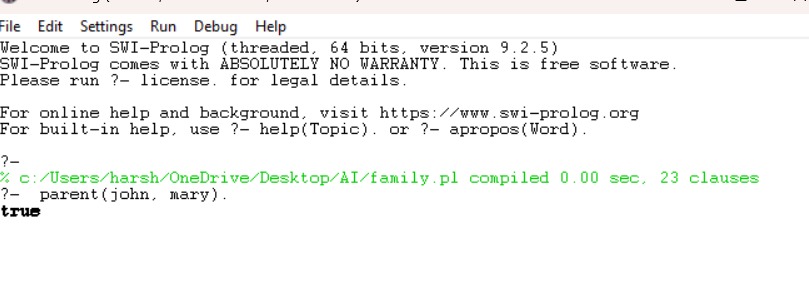 File Edit Settings Run Debug Help
Welcome to SWI-Prolog (threaded, 64 bits, version 9.2.5)
SWI-Prolog comes with ABSOLUTELY NO WARRANTY. This is free software.
Please run ?- license. for legal details.
For online help and background, visit https://www.swi-prolog.org
For built-in help, use ?- help(Topic). or ?- apropos(Word).
?-
% c:/Users/harsh/OneDrive/Desktop/AI/family.pl compiled 0.00 sec, 23 clauses
?- parent(john, mary).
true